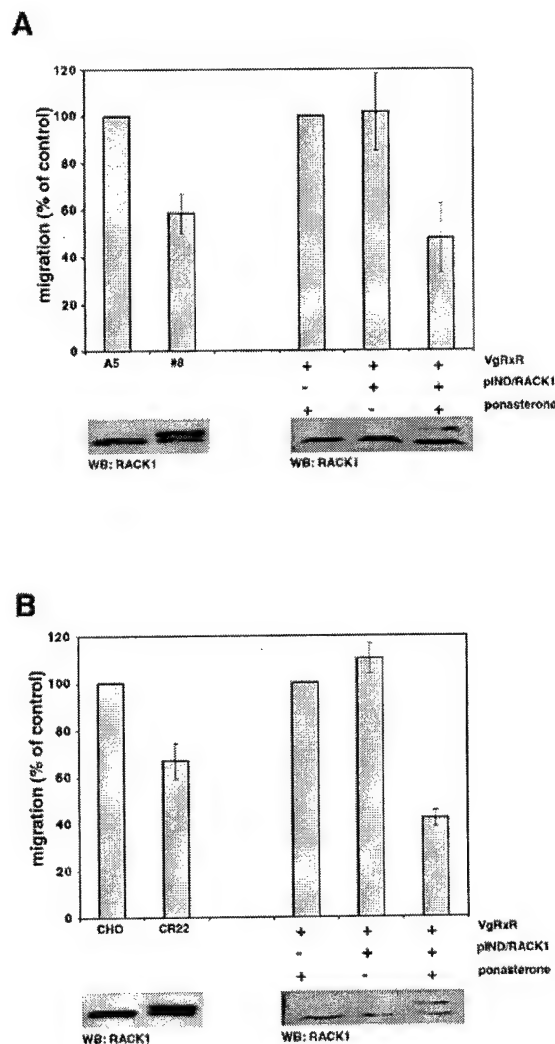 A
120
100
80
60
40
20
0
migration (% of control)
A5 #8
+ + + VgRxR
- + + pIND/RACK1
+ - + ponasterone
WB: RACK1 WB: RACK1
B
120
100
80
60
40
20
0
migration (% of control)
CHO CR22
+ + + VgRxR
- + + pIND/RACK1
+ - + ponasterone
WB: RACK1 WB: RACK1